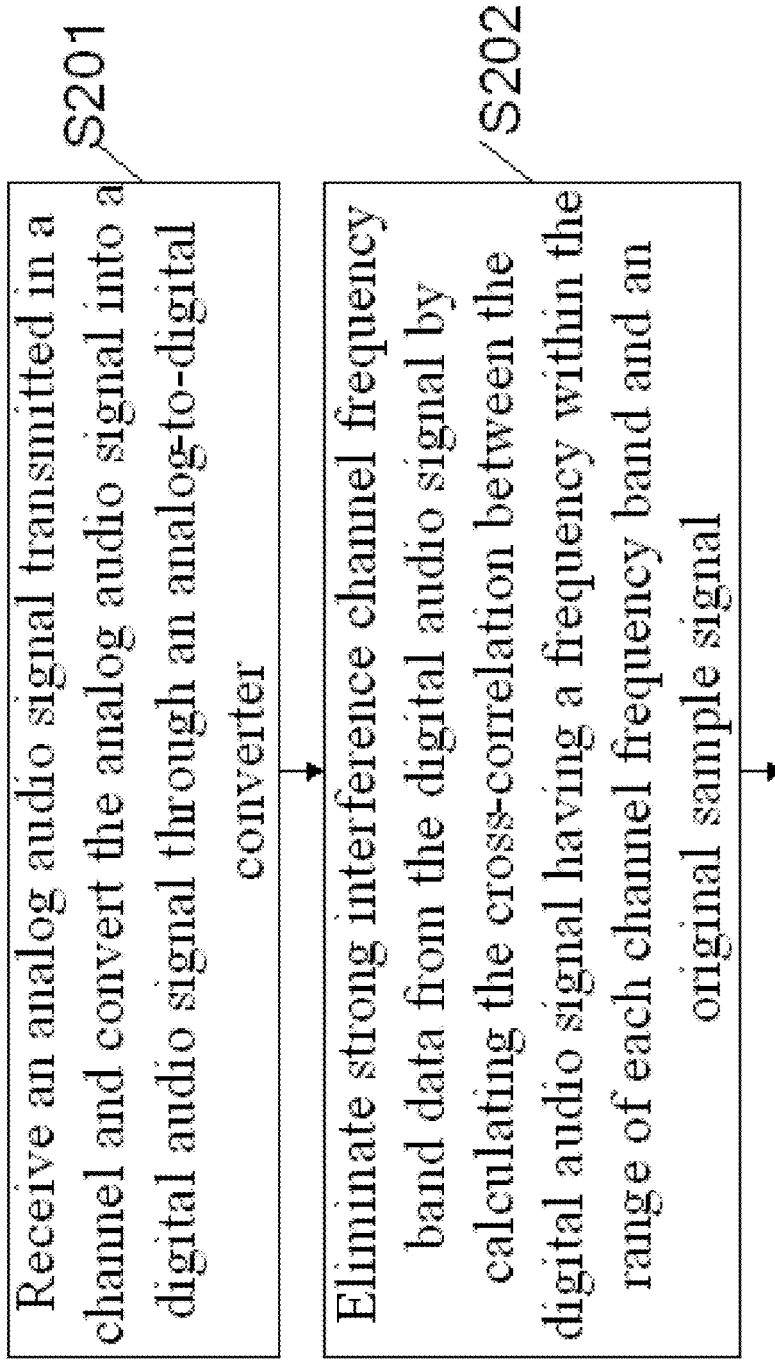 Receive an analog audio signal transmitted in a
channel and convert the analog audio signal into a
digital audio signal through an analog-to-digital
converter
S201
Eliminate strong interference channel frequency
band data from the digital audio signal by
calculating the cross-correlation between the
digital audio signal having a frequency within the
range of each channel frequency band and an
original sample signal
S202